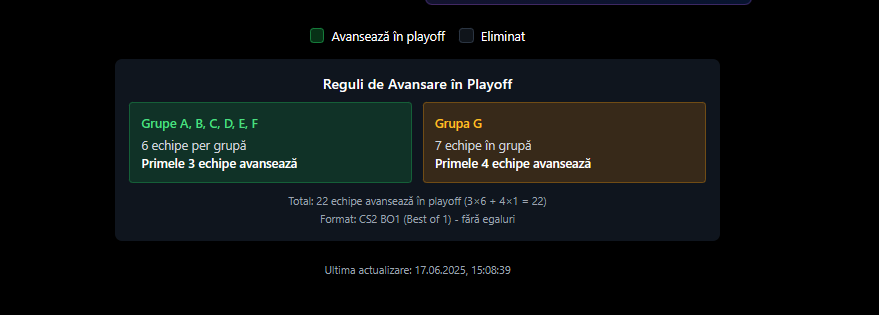 Avansează în playoff
Eliminat
Reguli de Avansare în Playoff
Grupe A, B, C, D, E, F
6 echipe per grupă
Primele 3 echipe avansează
Grupa G
7 echipe în grupă
Primele 4 echipe avansează
Total: 22 echipe avansează în playoff (3×6 + 4×1 = 22)
Format: CS2 BO1 (Best of 1) - fără egaluri
Ultima actualizare: 17.06.2025, 15:08:39